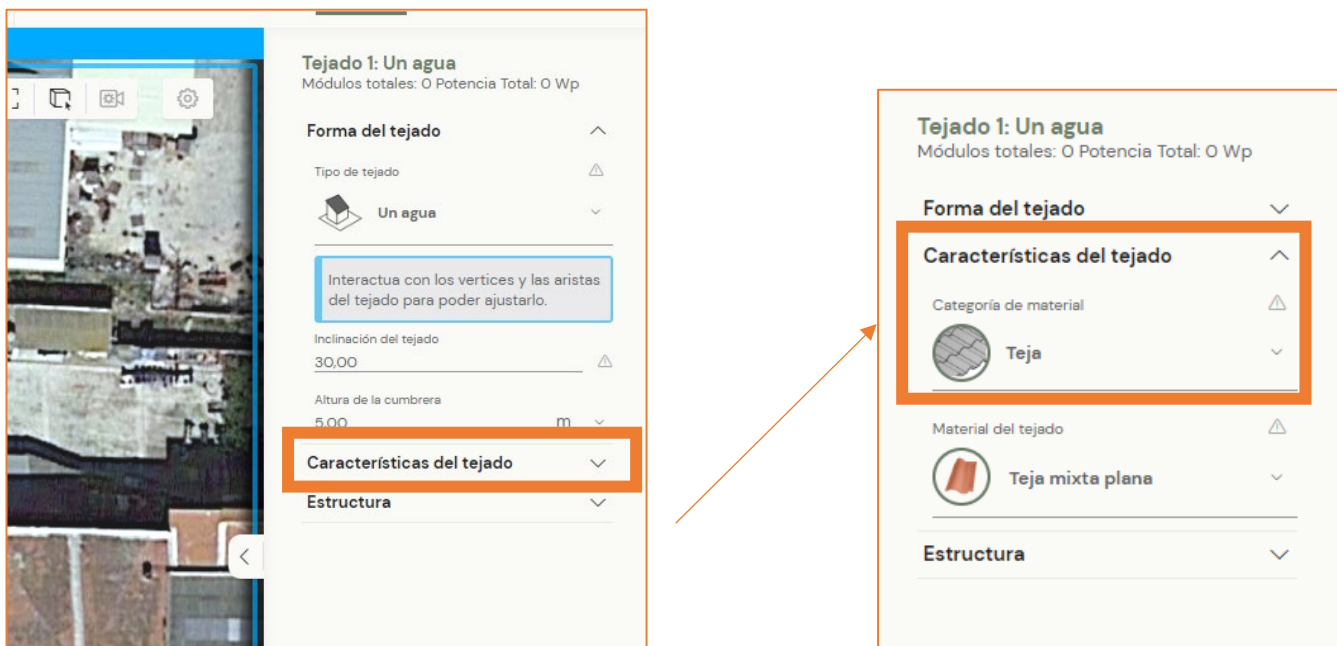 Tejado 1: Un agua
Módulos totales: 0 Potencia Total: 0 Wp
Forma del tejado
Tipo de tejado
Un agua
Interactua con los vertices y las aristas
del tejado para poder ajustarlo.
Inclinación del tejado
30,00
Altura de la cumbrera
5,00 m
Características del tejado
Estructura
Tejado 1: Un agua
Módulos totales: 0 Potencia Total: 0 Wp
Forma del tejado
Características del tejado
Categoría de material
Teja
Material del tejado
Teja mixta plana
Estructura